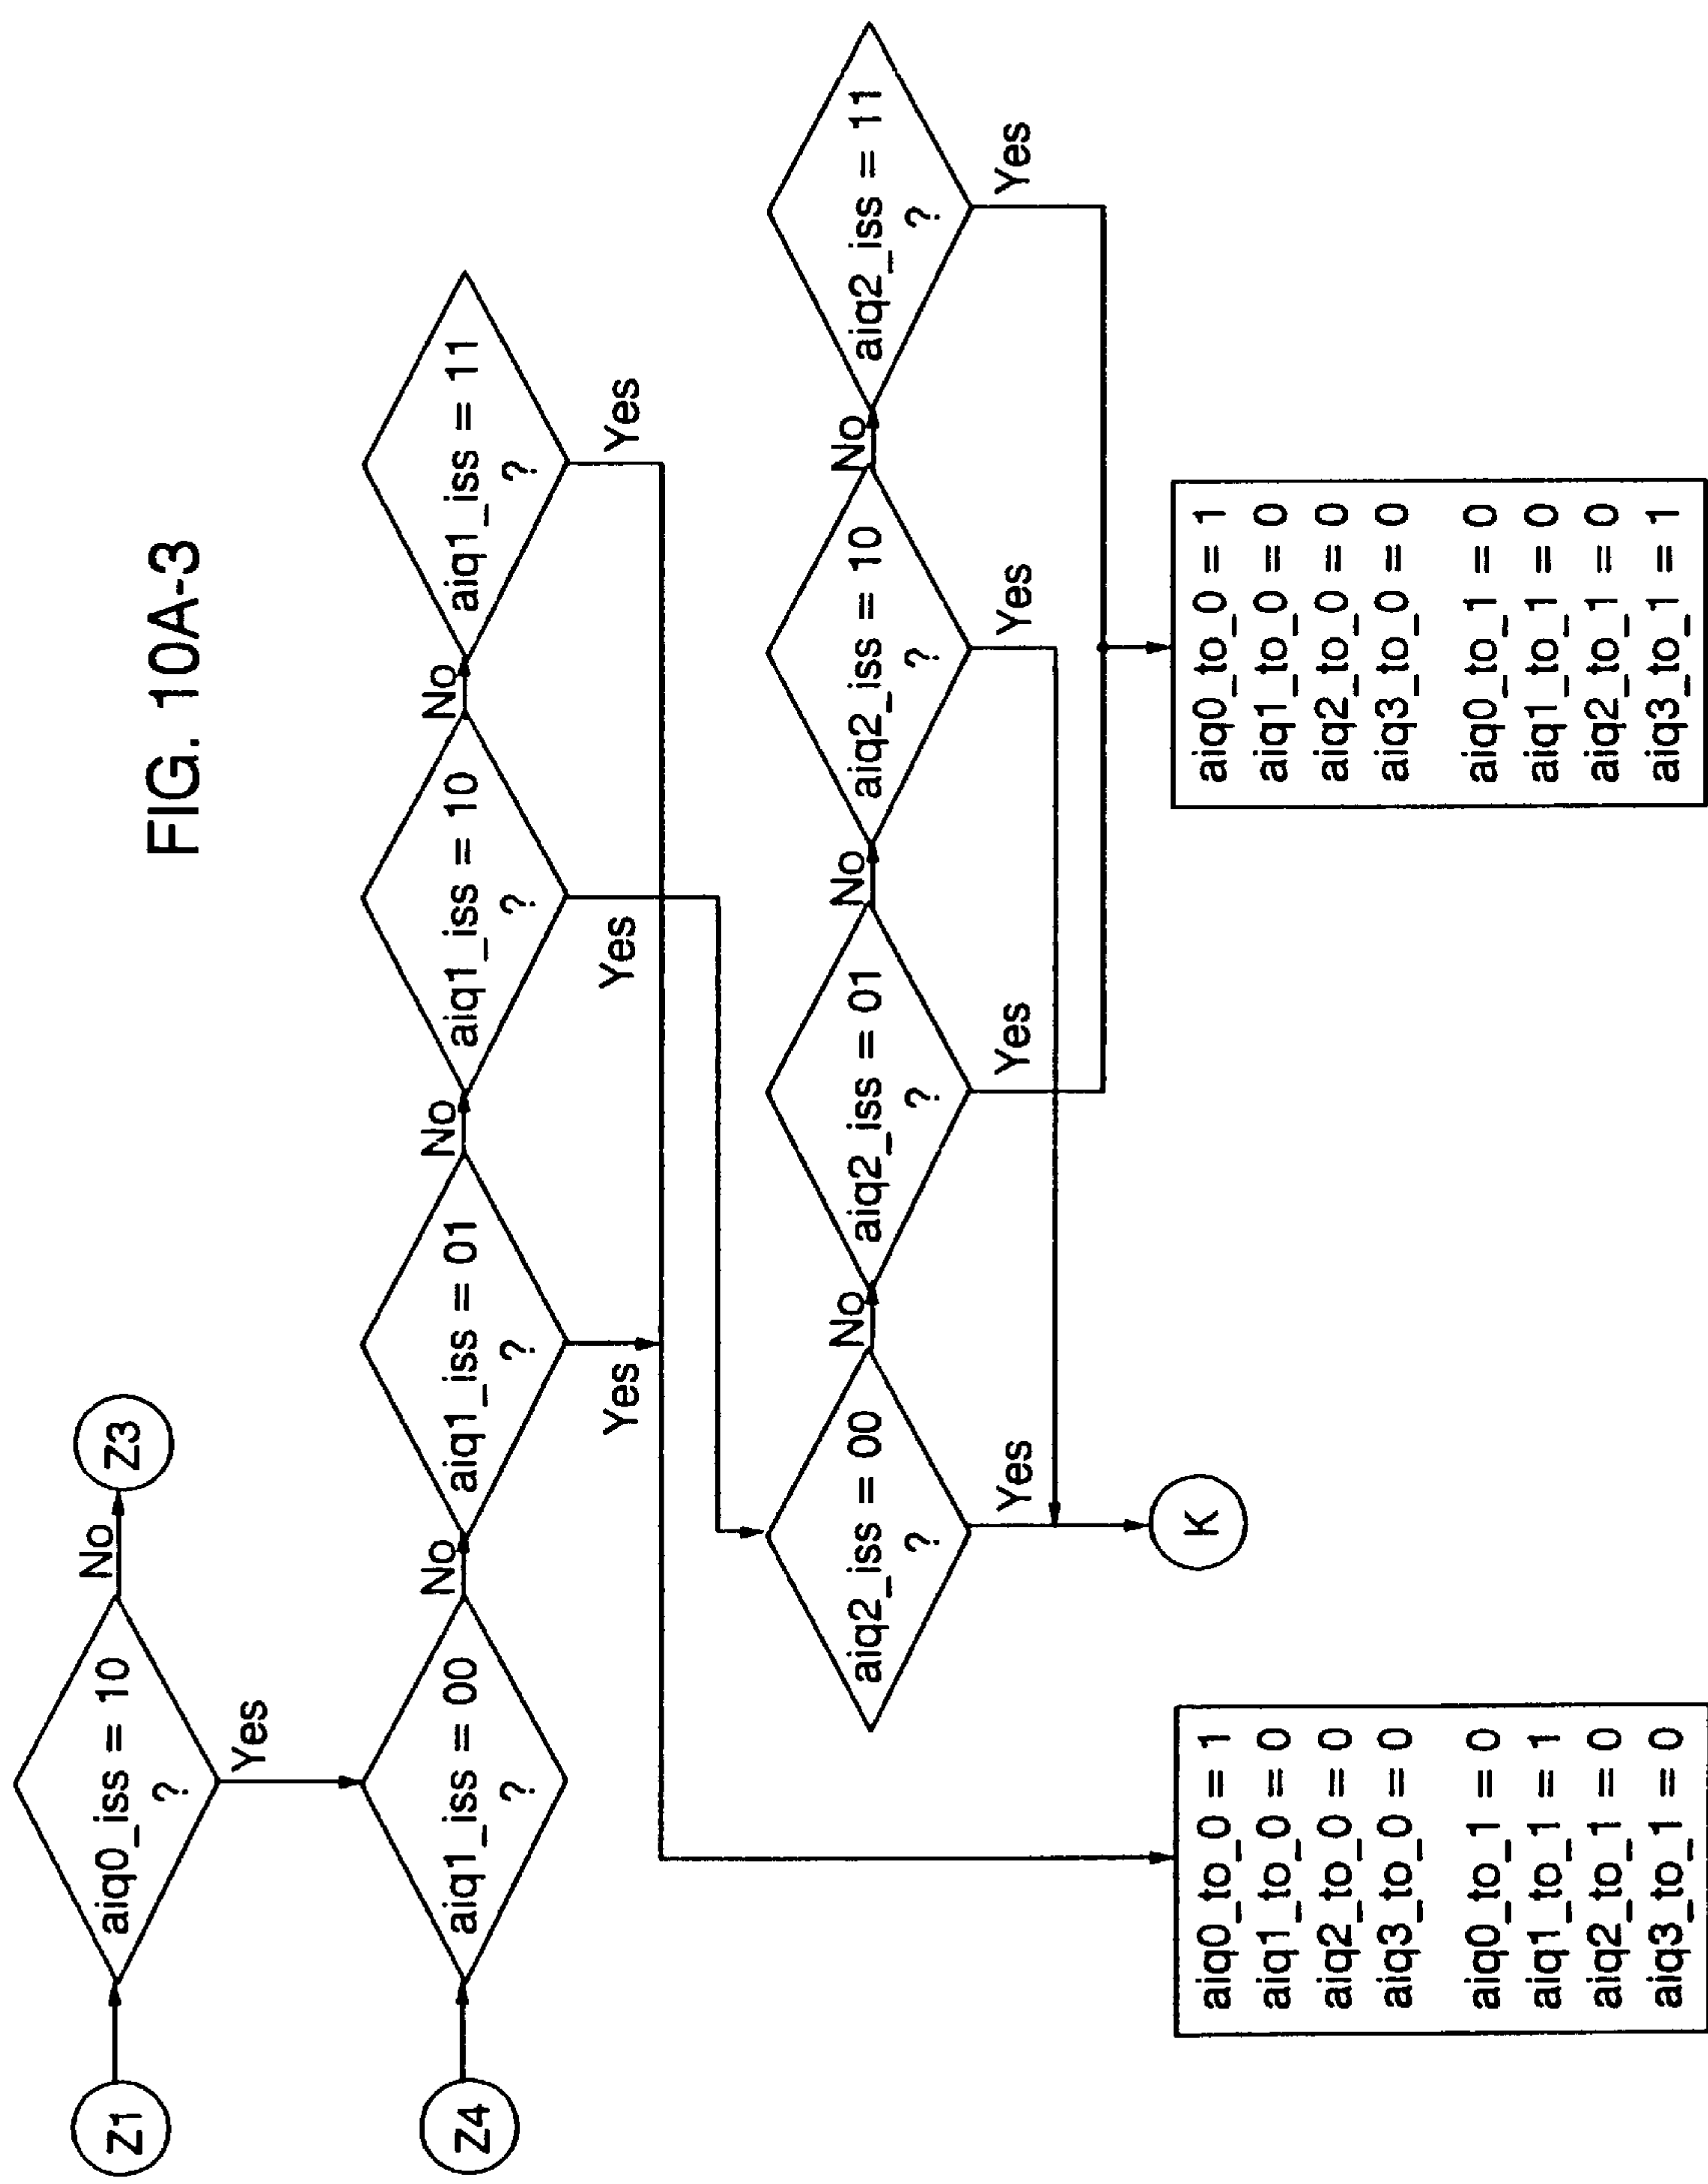 FIG. 10A-3
Z1
aiq0_iss = 10
?
No
Z3
Yes
Z4
aiq1_iss = 00
?
No
aiq1_iss = 01
?
No
aiq1_iss = 10
?
No
aiq1_iss = 11
?
Yes
Yes
Yes
aiq2_iss = 00
?
No
aiq2_iss = 01
?
No
aiq2_iss = 10
?
No
aiq2_iss = 11
?
Yes
Yes
Yes
Yes
K
aiq0_to_0 = 1
aiq1_to_0 = 0
aiq2_to_0 = 0
aiq3_to_0 = 0
aiq0_to_1 = 0
aiq1_to_1 = 1
aiq2_to_1 = 0
aiq3_to_1 = 0
aiq0_to_0 = 1
aiq1_to_0 = 0
aiq2_to_0 = 0
aiq3_to_0 = 0
aiq0_to_1 = 0
aiq1_to_1 = 0
aiq2_to_1 = 0
aiq3_to_1 = 1